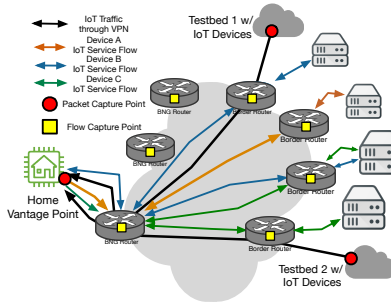 IoT Traffic
through VPN
Device A
IoT Service Flow
Device B
IoT Service Flow
Device C
IoT Service Flow
Packet Capture Point
Flow Capture Point
Testbed 1 w/
IoT Devices
BNG Router
Border Router
BNG Router
Border Router
Border Router
Home
Vantage Point
BNG Router
Border Router
Testbed 2 w/
IoT Devices